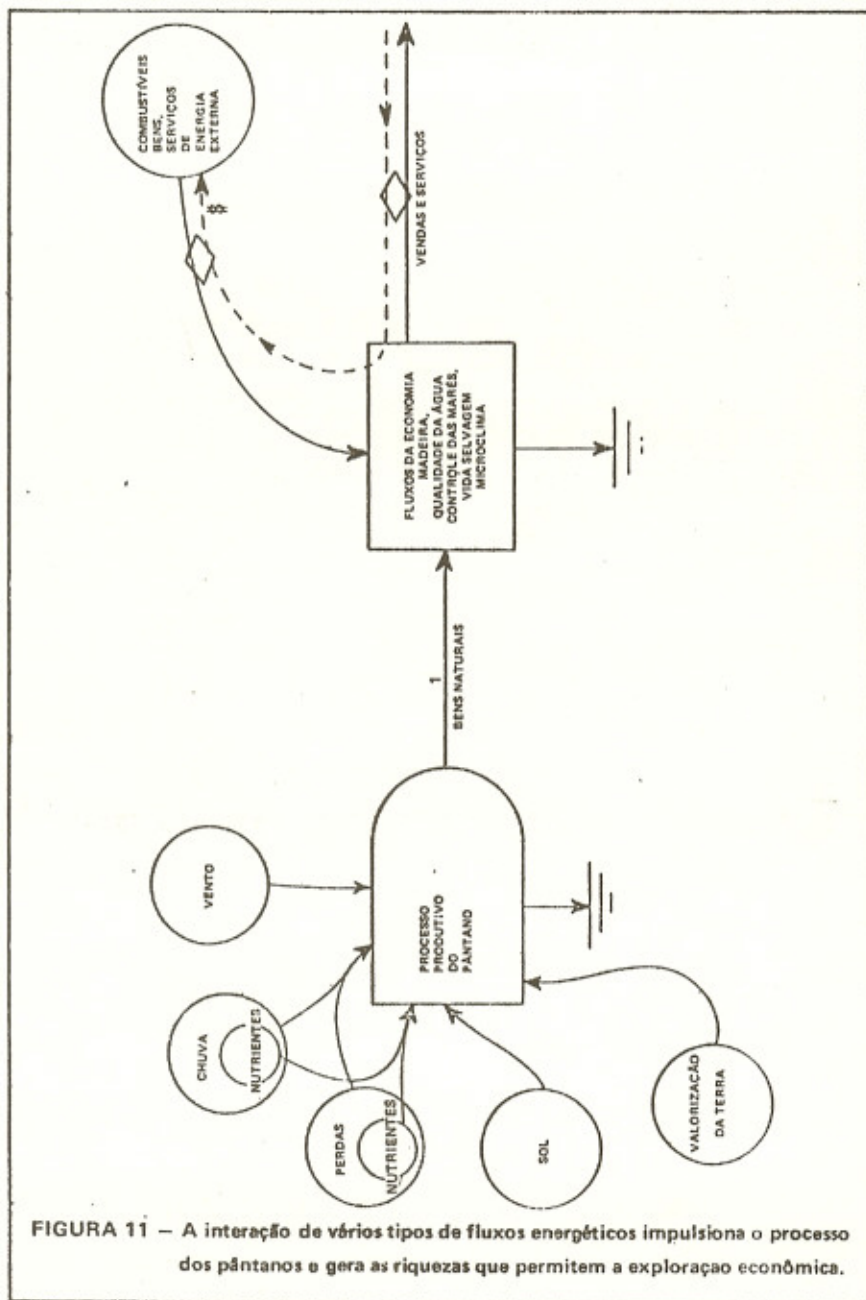 COMBUSTÍVEIS
BENS,
SERVIÇOS
DE
ENERGIA
EXTERNA
$
VENDAS E SERVIÇOS
FLUXOS DA ECONOMIA
MADEIRA,
QUALIDADE DA ÁGUA
CONTROLE DAS MARÉS,
VIDA SELVAGEM
MICROCLIMA
1
BENS NATURAIS
VENTO
CHUVA
NUTRIENTES
PERDAS
NUTRIENTES
SOL
VALORIZAÇÃO
DA TERRA
PROCESSO
PRODUTIVO
DO
PÂNTANO
FIGURA 11 — A interação de vários tipos de fluxos energéticos impulsiona o processo
dos pântanos e gera as riquezas que permitem a exploraçao econômica.